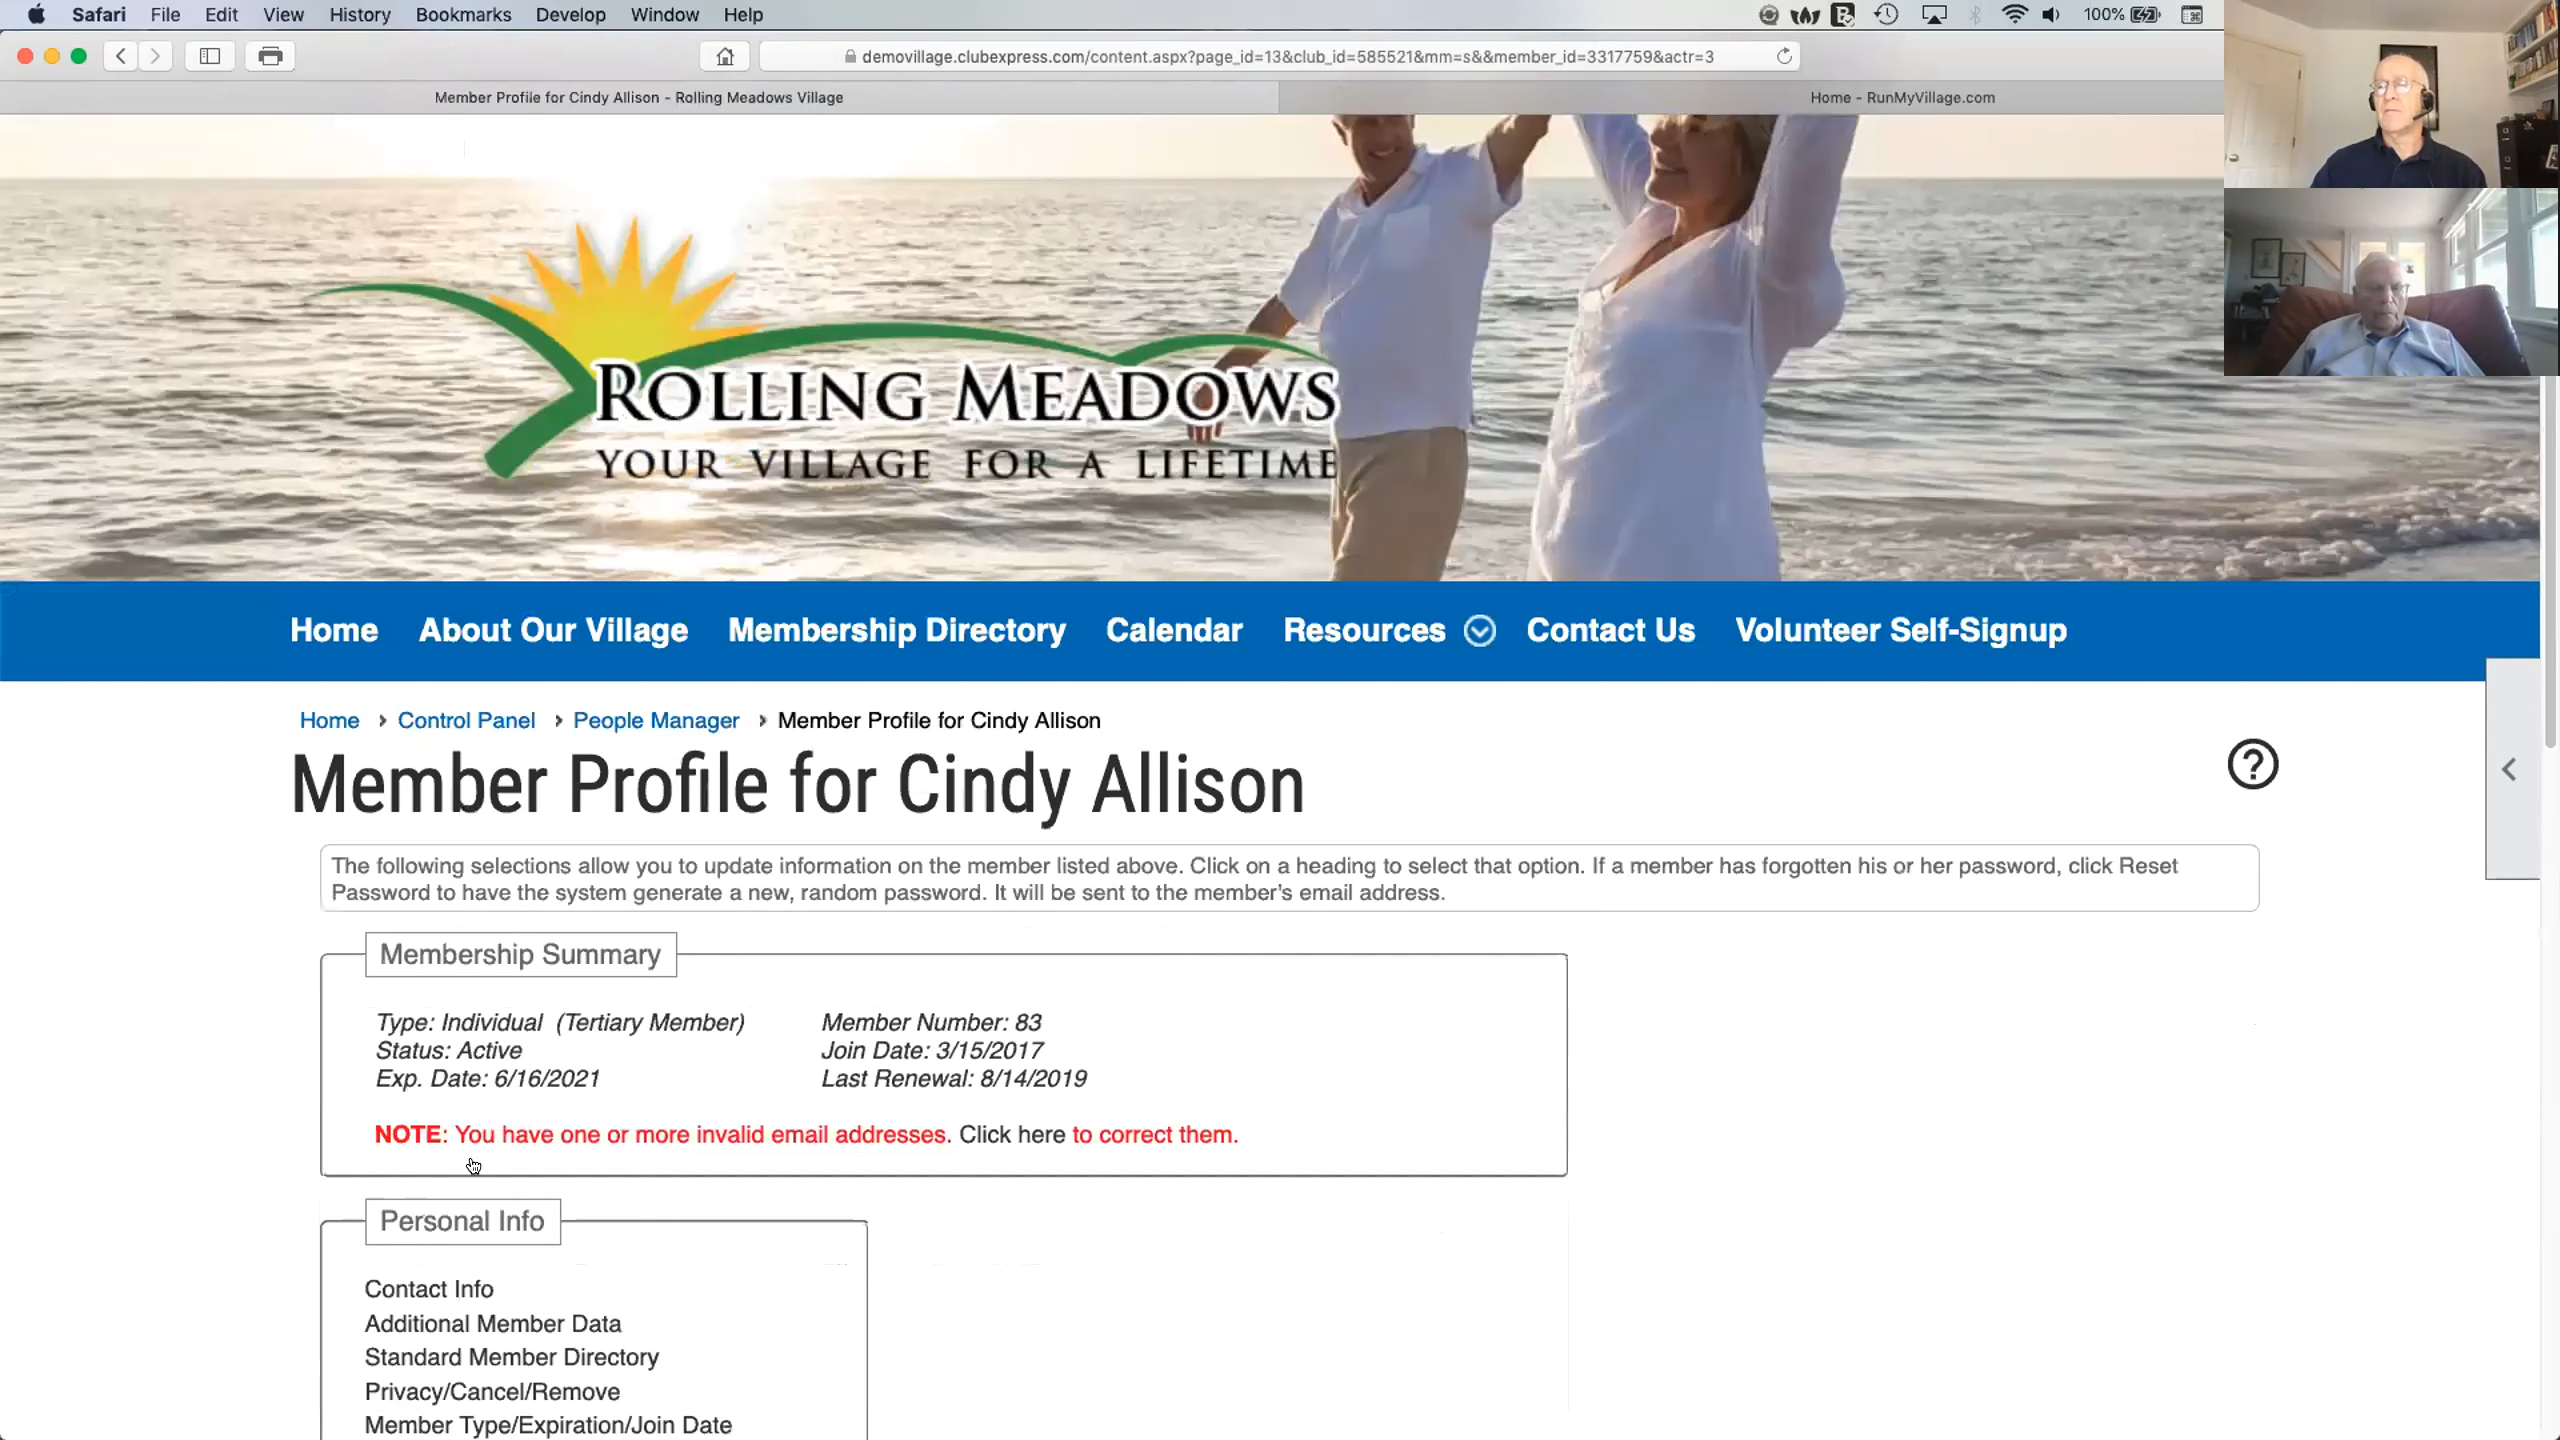 Safari File Edit View History Bookmarks Develop Window Help 100%
demovillage.clubexpress.com/content.aspx?page_id=13&club_id=585521&mm=s&&member_id=3317759&actr=3
Member Profile for Cindy Allison - Rolling Meadows Village
Home - RunMyVillage.com
ROLLING MEADOWS
YOUR VILLAGE FOR A LIFETIME
Home About Our Village Membership Directory Calendar Resources Contact Us Volunteer Self-Signup
Home › Control Panel › People Manager › Member Profile for Cindy Allison
Member Profile for Cindy Allison
The following selections allow you to update information on the member listed above. Click on a heading to select that option. If a member has forgotten his or her password, click Reset
Password to have the system generate a new, random password. It will be sent to the member's email address.
Membership Summary
Type: Individual (Tertiary Member) Member Number: 83
Status: Active Join Date: 3/15/2017
Exp. Date: 6/16/2021 Last Renewal: 8/14/2019
NOTE: You have one or more invalid email addresses. Click here to correct them.
Personal Info
Contact Info
Additional Member Data
Standard Member Directory
Privacy/Cancel/Remove
Member Type/Expiration/Join Date